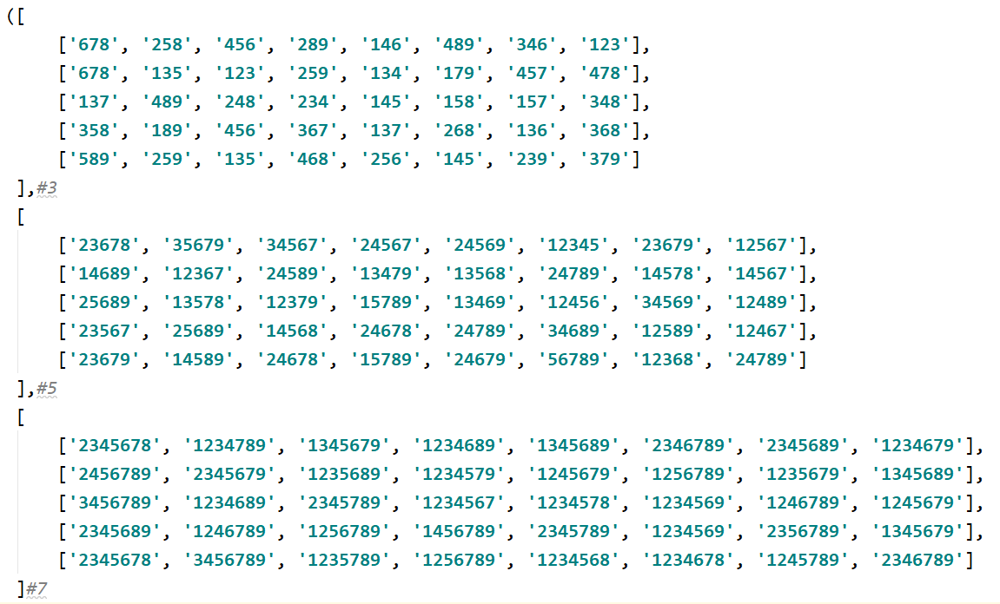 ([
['678', '258', '456', '289', '146', '489', '346', '123'],
['678', '135', '123', '259', '134', '179', '457', '478'],
['137', '489', '248', '234', '145', '158', '157', '348'],
['358', '189', '456', '367', '137', '268', '136', '368'],
['589', '259', '135', '468', '256', '145', '239', '379']
],#3
[
['23678', '35679', '34567', '24567', '24569', '12345', '23679', '12567'],
['14689', '12367', '24589', '13479', '13568', '24789', '14578', '14567'],
['25689', '13578', '12379', '15789', '13469', '12456', '34569', '12489'],
['23567', '25689', '14568', '24678', '24789', '34689', '12589', '12467'],
['23679', '14589', '24678', '15789', '24679', '56789', '12368', '24789']
],#5
[
['2345678', '1234789', '1345679', '1234689', '1345689', '2346789', '2345689', '1234679'],
['2456789', '2345679', '1235689', '1234579', '1245679', '1256789', '1235679', '1345689'],
['3456789', '1234689', '2345789', '1234567', '1234578', '1234569', '1246789', '1245679'],
['2345689', '1246789', '1256789', '1456789', '2345789', '1234569', '2356789', '1345679'],
['2345678', '3456789', '1235789', '1256789', '1234568', '1234678', '1245789', '2346789']
]#7